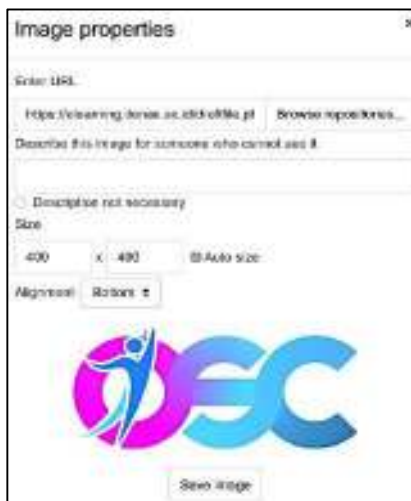 Image properties
Enter URL
Browse repositories...
Describe this image for someone who cannot see it
Description not necessary
Size
400 x 400 Auto size
Alignment Bottom
OSC
Save image